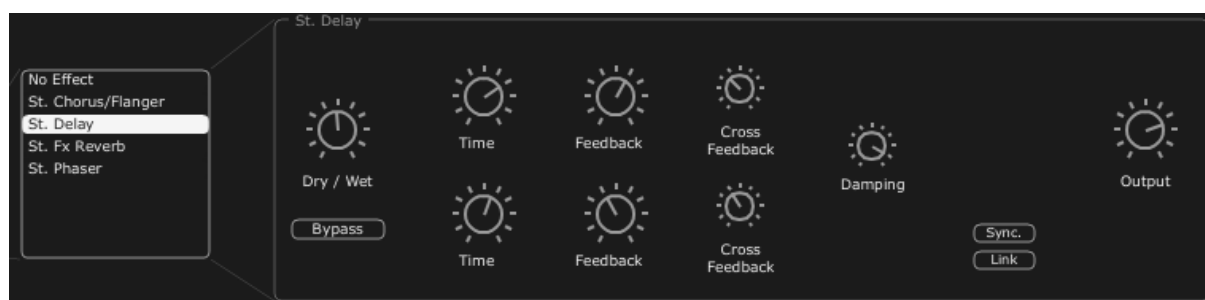 St. Delay
No Effect
St. Chorus/Flanger
St. Delay
St. Fx Reverb
St. Phaser
Dry / Wet
Bypass
Time
Feedback
Cross
Feedback
Time
Feedback
Cross
Feedback
Damping
Sync.
Link
Output